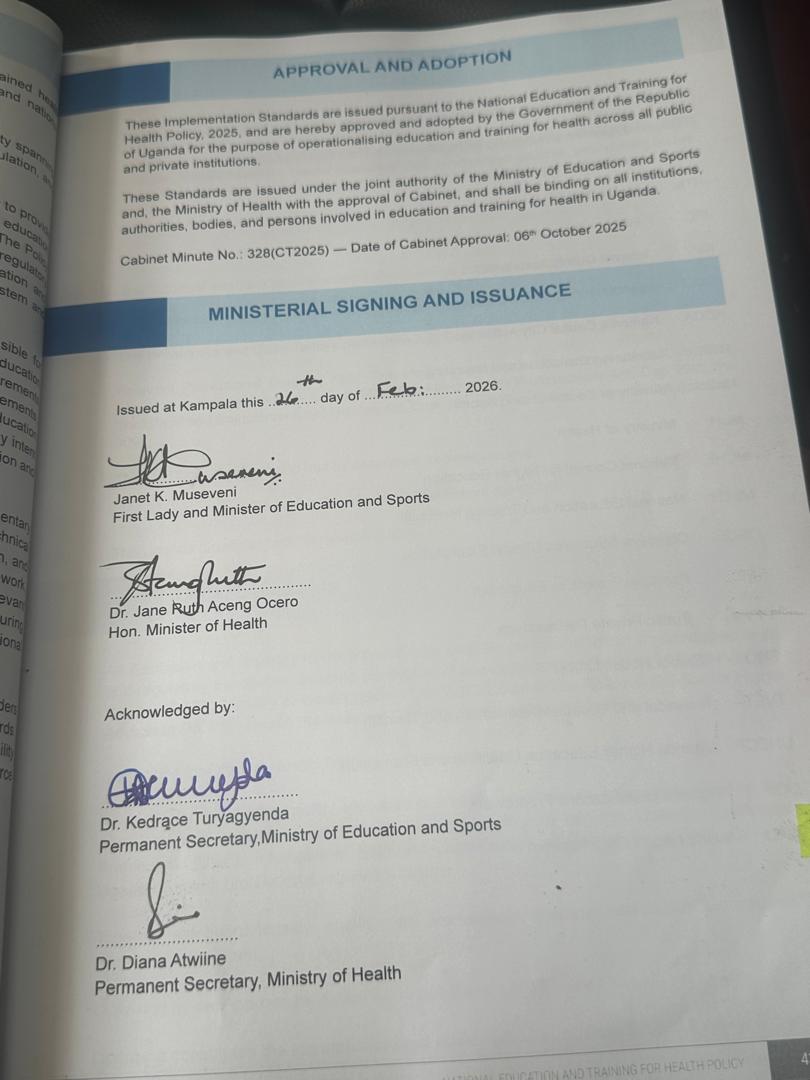 APPROVAL AND ADOPTION
These Implementation Standards are issued pursuant to the National Education and Training for
Health Policy, 2025, and are hereby approved and adopted by the Government of the Republic
of Uganda for the purpose of operationalising education and training for health across all public
and private institutions.
These Standards are issued under the joint authority of the Ministry of Education and Sports
and, the Ministry of Health with the approval of Cabinet, and shall be binding on all institutions,
authorities, bodies, and persons involved in education and training for health in Uganda.
Cabinet Minute No.: 328(CT2025) — Date of Cabinet Approval: 06th October 2025
MINISTERIAL SIGNING AND ISSUANCE
Issued at Kampala this ..26th.... day of ...Feb:.......... 2026.
Janet K. Museveni
First Lady and Minister of Education and Sports
Dr. Jane Ruth Aceng Ocero
Hon. Minister of Health
Acknowledged by:
Dr. Kedrace Turyagyenda
Permanent Secretary,Ministry of Education and Sports
Dr. Diana Atwiine
Permanent Secretary, Ministry of Health
NATIONAL EDUCATION AND TRAINING FOR HEALTH POLICY